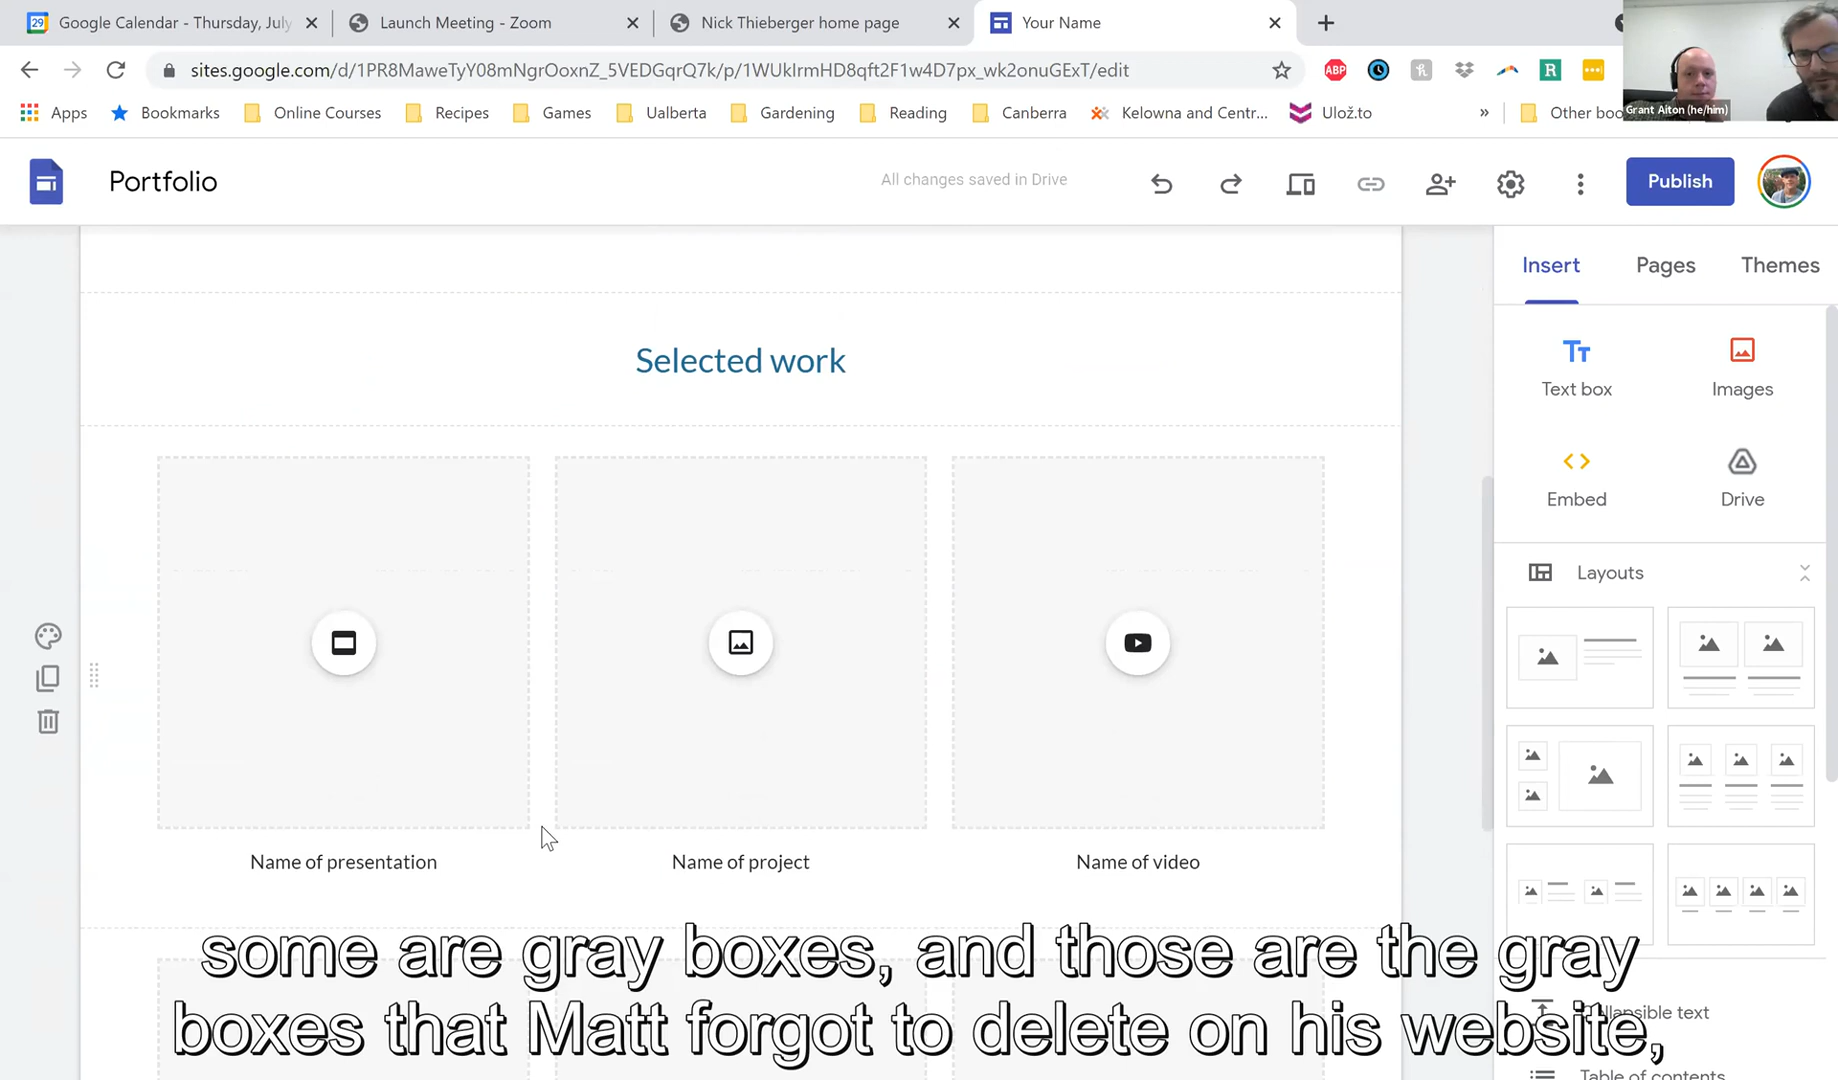 Google Calendar - Thursday, July
Launch Meeting - Zoom
Nick Thieberger home page
Your Name
sites.google.com/d/1PR8MaweTyY08mNgrOoxnZ_5VEDGqrQ7k/p/1WUkIrmHD8qft2F1w4D7px_wk2onuGExT/edit
ABP
Grant Aiton (he/him)
Apps
Bookmarks
Online Courses
Recipes
Games
Ualberta
Gardening
Reading
Canberra
Kelowna and Centr...
Ulož.to
»
Other boo
Portfolio
All changes saved in Drive
Publish
Insert
Pages
Themes
Selected work
Text box
Images
Embed
Drive
Layouts
Name of presentation
Name of project
Name of video
some are gray boxes, and those are the gray
boxes that Matt forgot to delete on his website,
llapsible text
Table of contents